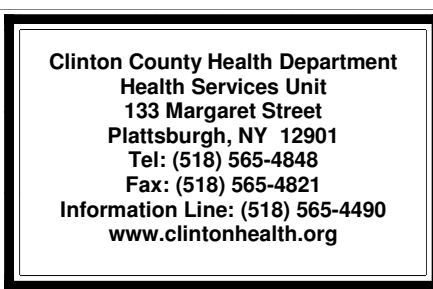 Clinton County Health Department
Health Services Unit
133 Margaret Street
Plattsburgh, NY  12901
Tel: (518) 565-4848
Fax: (518) 565-4821
Information Line: (518) 565-4490
www.clintonhealth.org